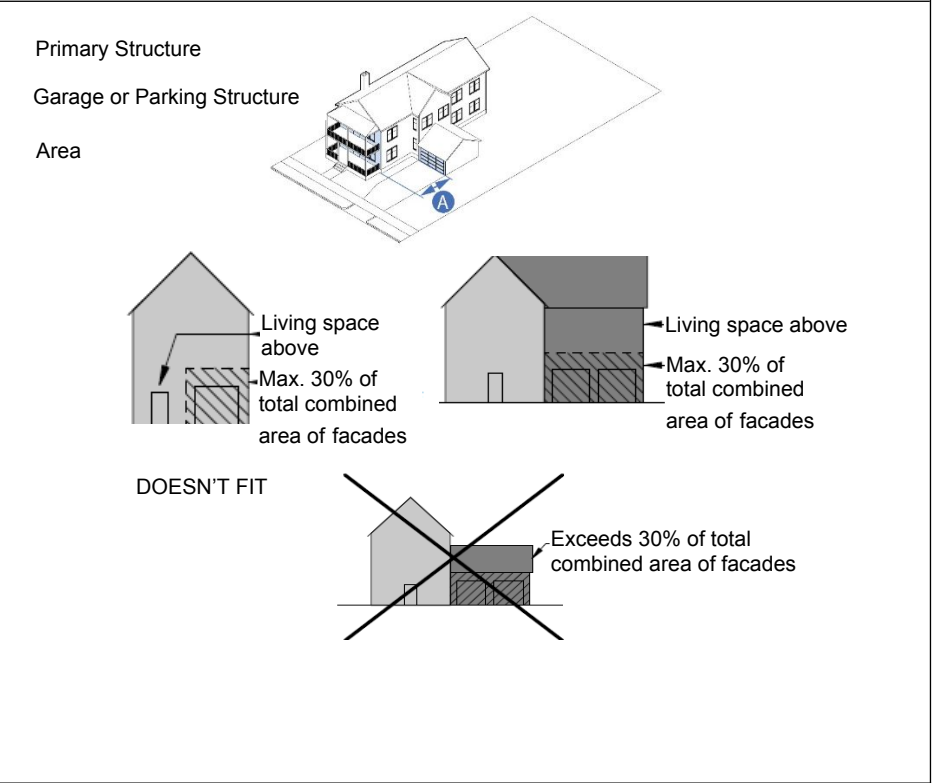 Primary Structure
Garage or Parking Structure
Area
A
Living space
above
Max. 30% of
total combined
area of facades
Living space above
Max. 30% of
total combined
area of facades
DOESN’T FIT
Exceeds 30% of total
combined area of facades